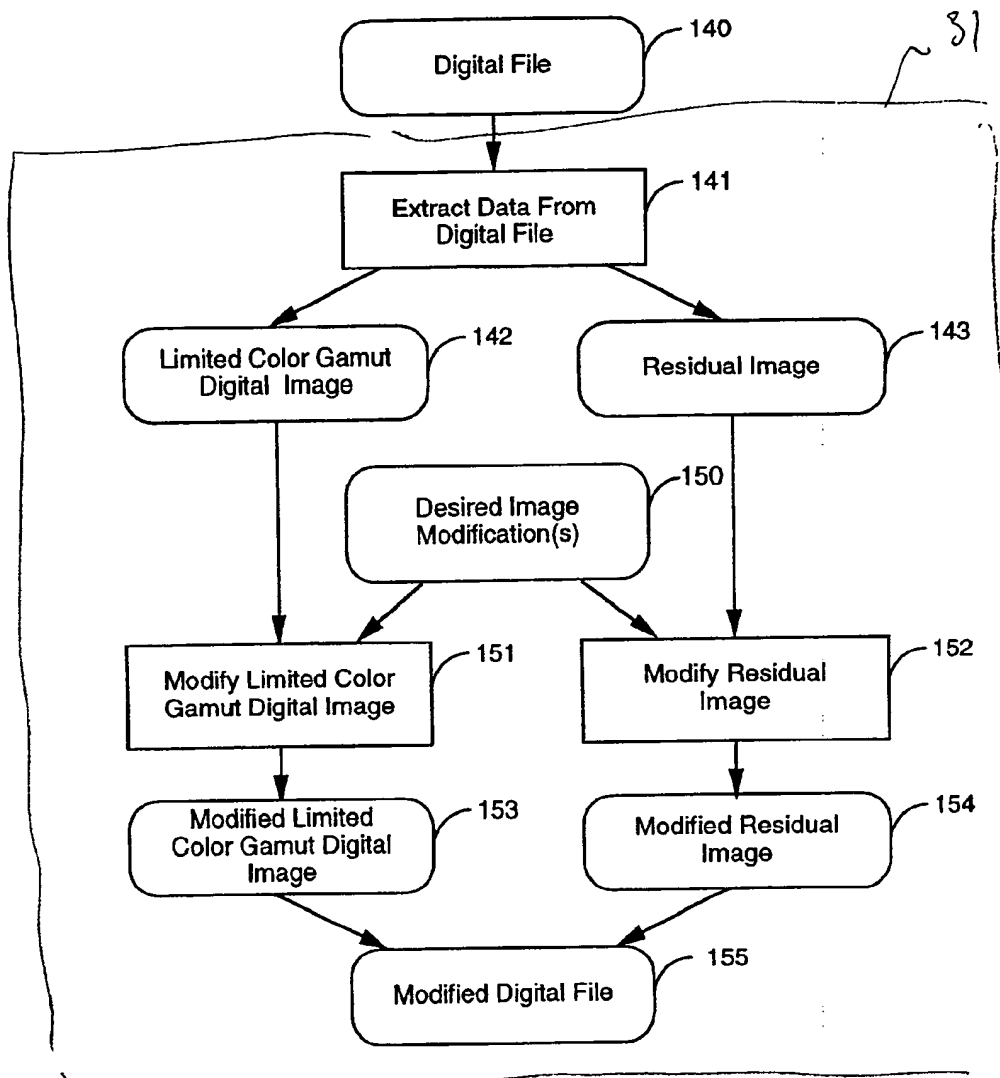 140
Digital File
31
141
Extract Data From
Digital File
142
Limited Color Gamut
Digital Image
143
Residual Image
150
Desired Image
Modification(s)
151
Modify Limited Color
Gamut Digital Image
152
Modify Residual
Image
153
Modified Limited
Color Gamut Digital
Image
154
Modified Residual
Image
155
Modified Digital File